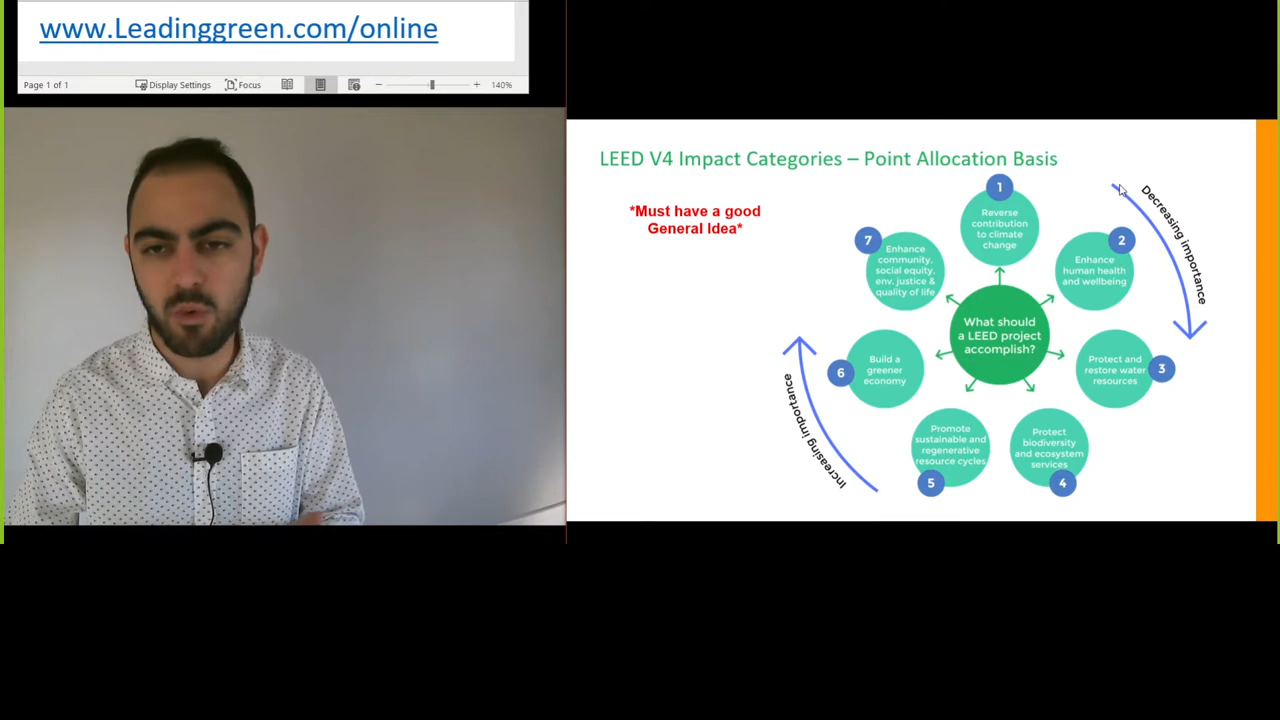 www.Leadinggreen.com/online
Page 1 of 1
Display Settings
Focus
140%
LEED V4 Impact Categories – Point Allocation Basis
*Must have a good
General Idea*
1
Reverse
contribution
to climate
change
2
Enhance
human health
and wellbeing
3
Protect and
restore water
resources
4
Protect
biodiversity
and ecosystem
services
5
Promote
sustainable and
regenerative
resource cycles
6
Build a
greener
economy
7
Enhance
community,
social equity,
env. justice &
quality of life
What should
a LEED project
accomplish?
Decreasing importance
Increasing importance